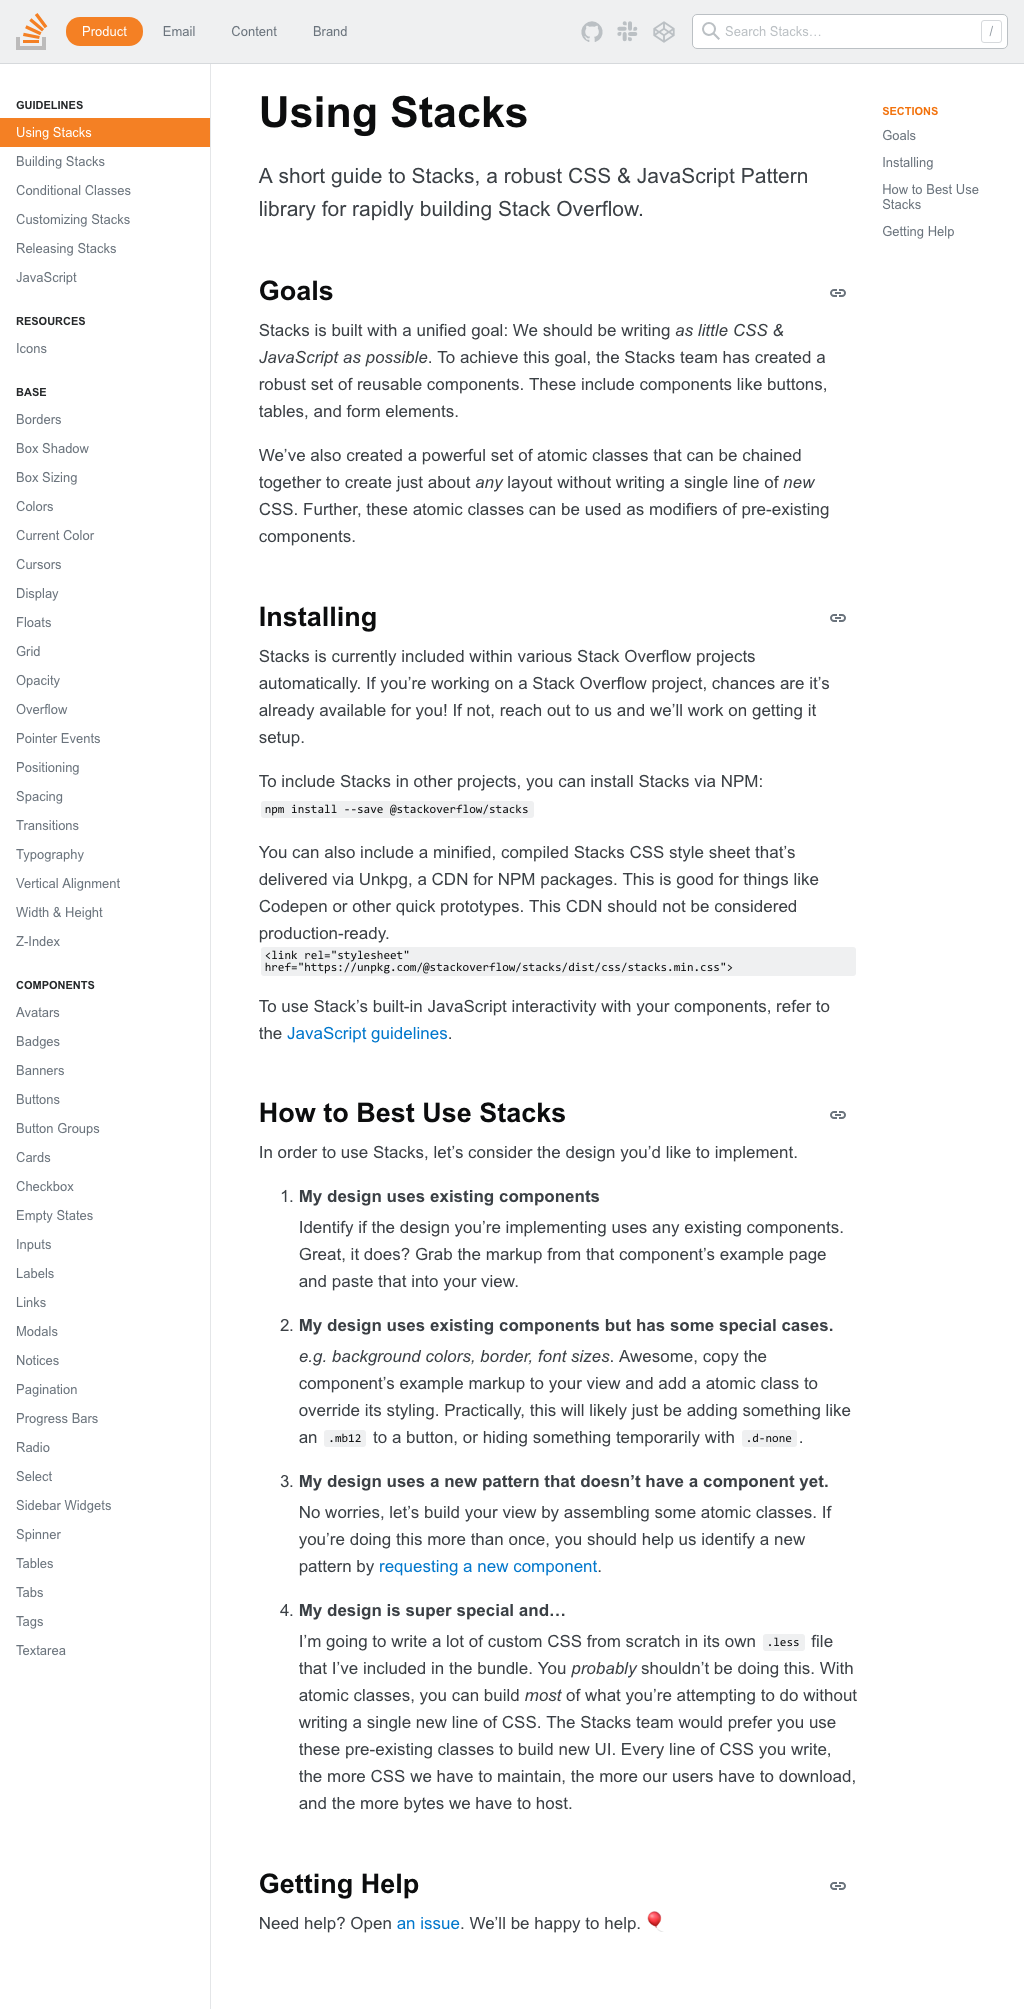 Product
Email
Content
Brand
Search Stacks…
/
GUIDELINES
Using Stacks
Building Stacks
Conditional Classes
Customizing Stacks
Releasing Stacks
JavaScript
RESOURCES
Icons
BASE
Borders
Box Shadow
Box Sizing
Colors
Current Color
Cursors
Display
Floats
Grid
Opacity
Overflow
Pointer Events
Positioning
Spacing
Transitions
Typography
Vertical Alignment
Width & Height
Z-Index
COMPONENTS
Avatars
Badges
Banners
Buttons
Button Groups
Cards
Checkbox
Empty States
Inputs
Labels
Links
Modals
Notices
Pagination
Progress Bars
Radio
Select
Sidebar Widgets
Spinner
Tables
Tabs
Tags
Textarea
Using Stacks
A short guide to Stacks, a robust CSS & JavaScript Pattern
library for rapidly building Stack Overflow.
Goals
Stacks is built with a unified goal: We should be writing as little CSS &
JavaScript as possible. To achieve this goal, the Stacks team has created a
robust set of reusable components. These include components like buttons,
tables, and form elements.
We’ve also created a powerful set of atomic classes that can be chained
together to create just about any layout without writing a single line of new
CSS. Further, these atomic classes can be used as modifiers of pre-existing
components.
Installing
Stacks is currently included within various Stack Overflow projects
automatically. If you’re working on a Stack Overflow project, chances are it’s
already available for you! If not, reach out to us and we’ll work on getting it
setup.
To include Stacks in other projects, you can install Stacks via NPM:
npm install --save @stackoverflow/stacks
You can also include a minified, compiled Stacks CSS style sheet that’s
delivered via Unkpg, a CDN for NPM packages. This is good for things like
Codepen or other quick prototypes. This CDN should not be considered
production-ready.
<link rel="stylesheet"
href="https://unpkg.com/@stackoverflow/stacks/dist/css/stacks.min.css">
To use Stack’s built-in JavaScript interactivity with your components, refer to
the JavaScript guidelines.
How to Best Use Stacks
In order to use Stacks, let’s consider the design you’d like to implement.
1. My design uses existing components
Identify if the design you’re implementing uses any existing components.
Great, it does? Grab the markup from that component’s example page
and paste that into your view.
2. My design uses existing components but has some special cases.
e.g. background colors, border, font sizes. Awesome, copy the
component’s example markup to your view and add a atomic class to
override its styling. Practically, this will likely just be adding something like
an .mb12 to a button, or hiding something temporarily with .d-none.
3. My design uses a new pattern that doesn’t have a component yet.
No worries, let’s build your view by assembling some atomic classes. If
you’re doing this more than once, you should help us identify a new
pattern by requesting a new component.
4. My design is super special and…
I’m going to write a lot of custom CSS from scratch in its own .less file
that I’ve included in the bundle. You probably shouldn’t be doing this. With
atomic classes, you can build most of what you’re attempting to do without
writing a single new line of CSS. The Stacks team would prefer you use
these pre-existing classes to build new UI. Every line of CSS you write,
the more CSS we have to maintain, the more our users have to download,
and the more bytes we have to host.
Getting Help
Need help? Open an issue. We’ll be happy to help. 🎈
SECTIONS
Goals
Installing
How to Best Use
Stacks
Getting Help